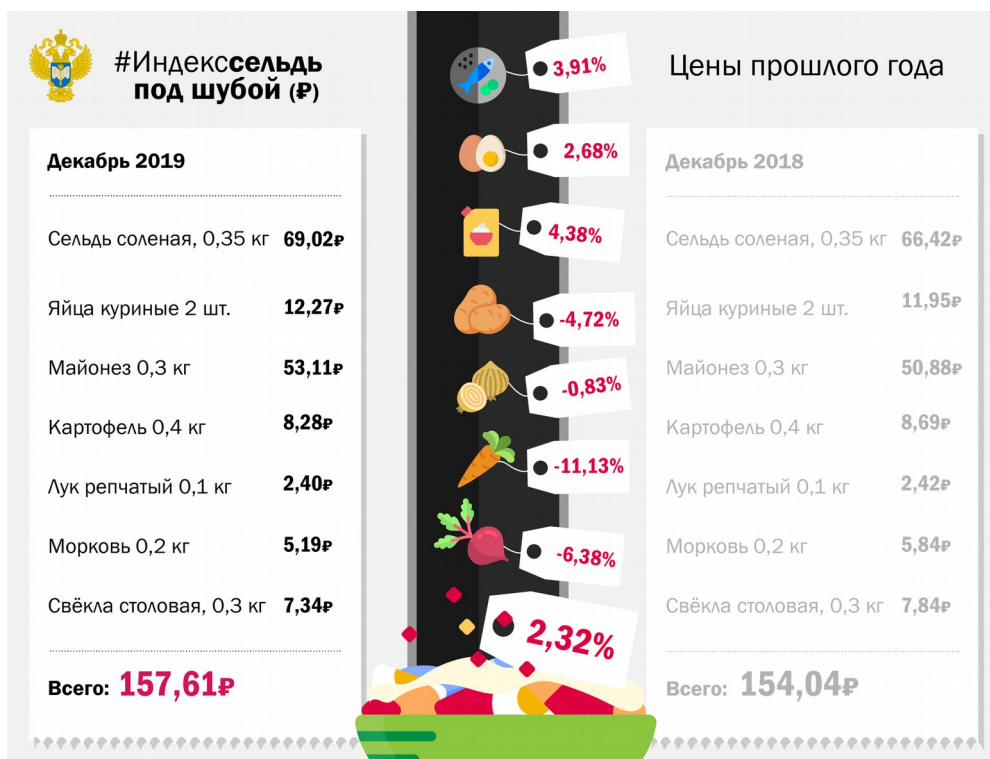 #Индекссельдь
под шубой (₽)
Декабрь 2019
Сельдь соленая, 0,35 кг 69,02₽
Яйца куриные 2 шт. 12,27₽
Майонез 0,3 кг 53,11₽
Картофель 0,4 кг 8,28₽
Лук репчатый 0,1 кг 2,40₽
Морковь 0,2 кг 5,19₽
Свёкла столовая, 0,3 кг 7,34₽
Всего: 157,61₽
3,91%
2,68%
4,38%
-4,72%
-0,83%
-11,13%
-6,38%
2,32%
Цены прошлого года
Декабрь 2018
Сельдь соленая, 0,35 кг 66,42₽
Яйца куриные 2 шт. 11,95₽
Майонез 0,3 кг 50,88₽
Картофель 0,4 кг 8,69₽
Лук репчатый 0,1 кг 2,42₽
Морковь 0,2 кг 5,84₽
Свёкла столовая, 0,3 кг 7,84₽
Всего: 154,04₽